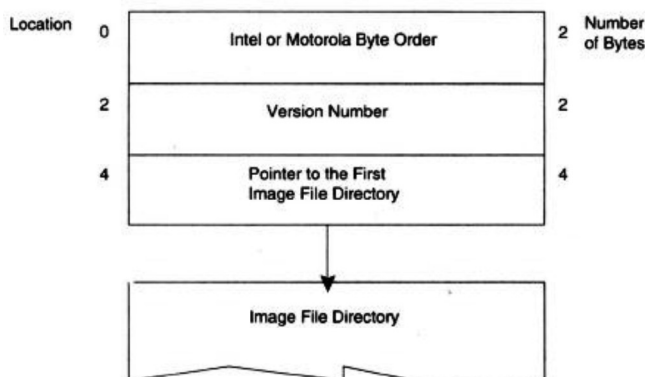 Location 0 Intel or Motorola Byte Order 2 Number
of Bytes
2 Version Number 2
4 Pointer to the First 4
Image File Directory
Image File Directory